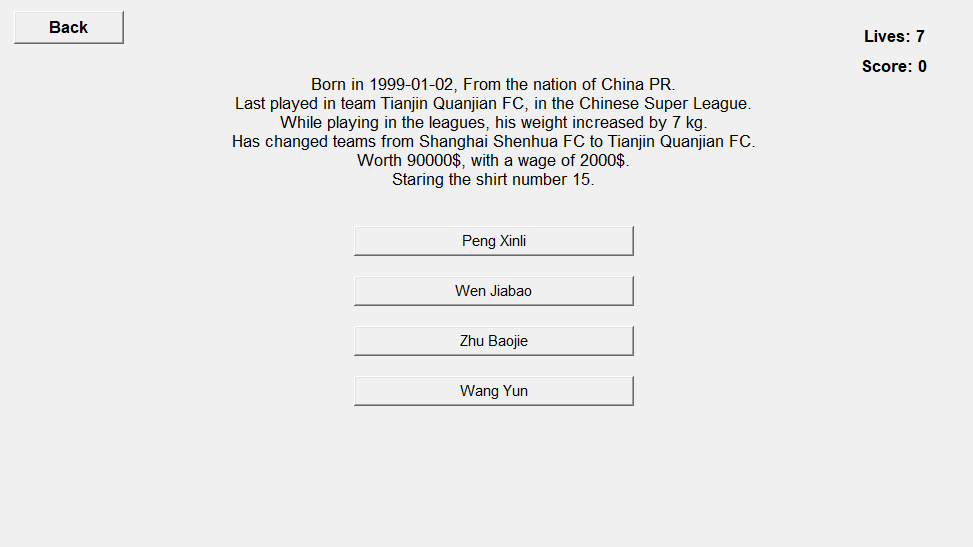 Back
Lives: 7
Score: 0
Born in 1999-01-02, From the nation of China PR.
Last played in team Tianjin Quanjian FC, in the Chinese Super League.
While playing in the leagues, his weight increased by 7 kg.
Has changed teams from Shanghai Shenhua FC to Tianjin Quanjian FC.
Worth 90000$, with a wage of 2000$.
Staring the shirt number 15.
Peng Xinli
Wen Jiabao
Zhu Baojie
Wang Yun